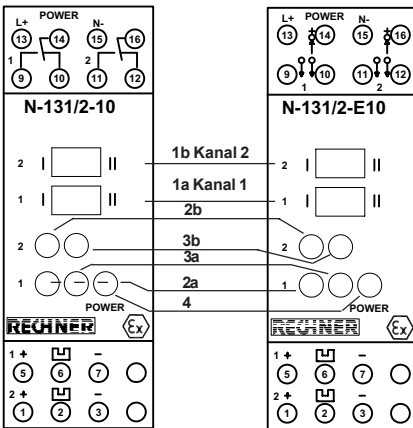 L+ POWER N-
13 14 15 16
1 2
9 10 11 12
N-131/2-10
2 I II
1 I II
2
1
POWER
RECHNER Ex
1 + -
5 6 7
2 + -
1 2 3
1b Kanal 2
1a Kanal 1
2b
3b
3a
2a
4
L+ POWER N-
13 14 15 16
9 10 11 12
1 2
N-131/2-E10
2 I II
1 I II
2
1
POWER
RECHNER Ex
1 + -
5 6 7
2 + -
1 2 3